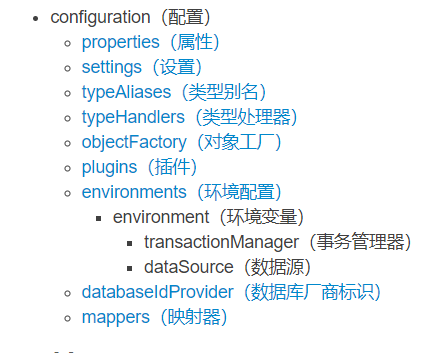 configuration（配置）
properties（属性）
settings（设置）
typeAliases（类型别名）
typeHandlers（类型处理器）
objectFactory（对象工厂）
plugins（插件）
environments（环境配置）
environment（环境变量）
transactionManager（事务管理器）
dataSource（数据源）
databaseIdProvider（数据库厂商标识）
mappers（映射器）